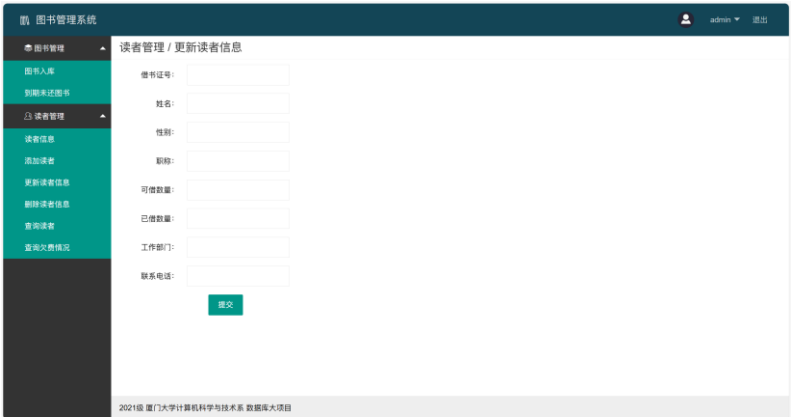 图书管理系统
admin
退出
图书管理
图书入库
到期未还图书
读者管理
读者信息
添加读者
更新读者信息
删除读者信息
查询读者
查询欠费情况
读者管理 / 更新读者信息
借书证号:
姓名:
性别:
职称:
可借数量:
已借数量:
工作部门:
联系电话:
提交
2021级 厦门大学计算机科学与技术系 数据库大项目